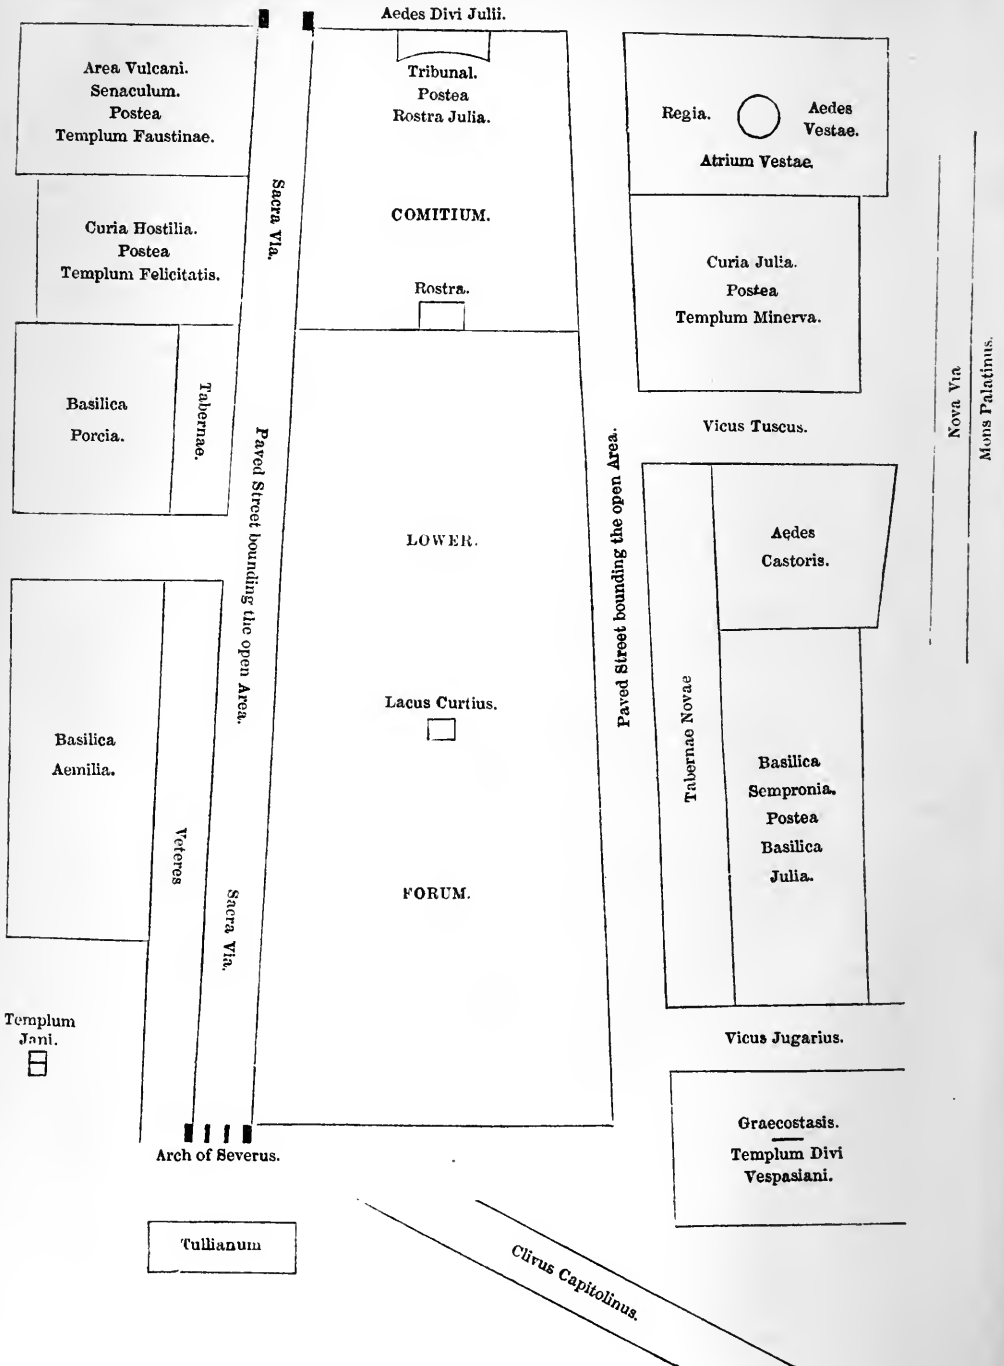 Aedes Divi Julii.
Area Vulcani.
Senaculum.
Postea
Templum Faustinae.
Tribunal.
Postea
Rostra Julia.
Regia.
Aedes
Vestae.
Atrium Vestae.
Sacra Via.
COMITIUM.
Curia Hostilia.
Postea
Templum Felicitatis.
Rostra.
Curia Julia.
Postea
Templum Minerva.
Nova Via
Mons Palatinus.
Basilica
Porcia.
Tabernae.
Vicus Tuscus.
Paved Street bounding the open Area.
LOWER.
Paved Street bounding the open Area.
Aedes
Castoris.
Lacus Curtius.
Tabernae Novae
Basilica
Aemilia.
Basilica
Sempronia.
Postea
Basilica
Julia.
Veteres
Sacra Via.
FORUM.
Templum
Jani.
Vicus Jugarius.
Arch of Severus.
Graecostasis.
Templum Divi
Vespasiani.
Tullianum
Clivus Capitolinus.